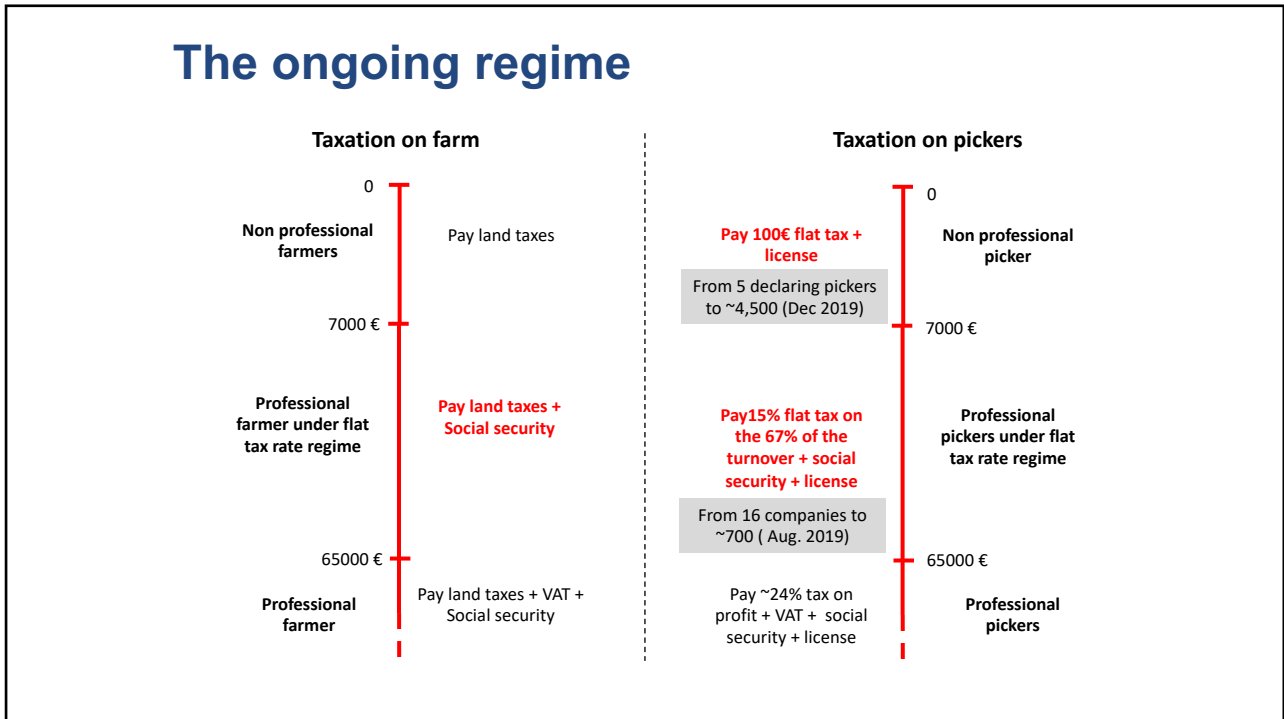 The ongoing regime
Taxation on farm
0
Non professional
farmers
Pay land taxes
7000 €
Professional
farmer under flat
tax rate regime
Pay land taxes +
Social security
65000 €
Professional
farmer
Pay land taxes + VAT +
Social security
Taxation on pickers
0
Pay 100€ flat tax +
license
Non professional
picker
From 5 declaring pickers
to ~4,500 (Dec 2019)
7000 €
Pay15% flat tax on
the 67% of the
turnover + social
security + license
Professional
pickers under flat
tax rate regime
From 16 companies to
~700 ( Aug. 2019)
65000 €
Pay ~24% tax on
profit + VAT +  social
security + license
Professional
pickers